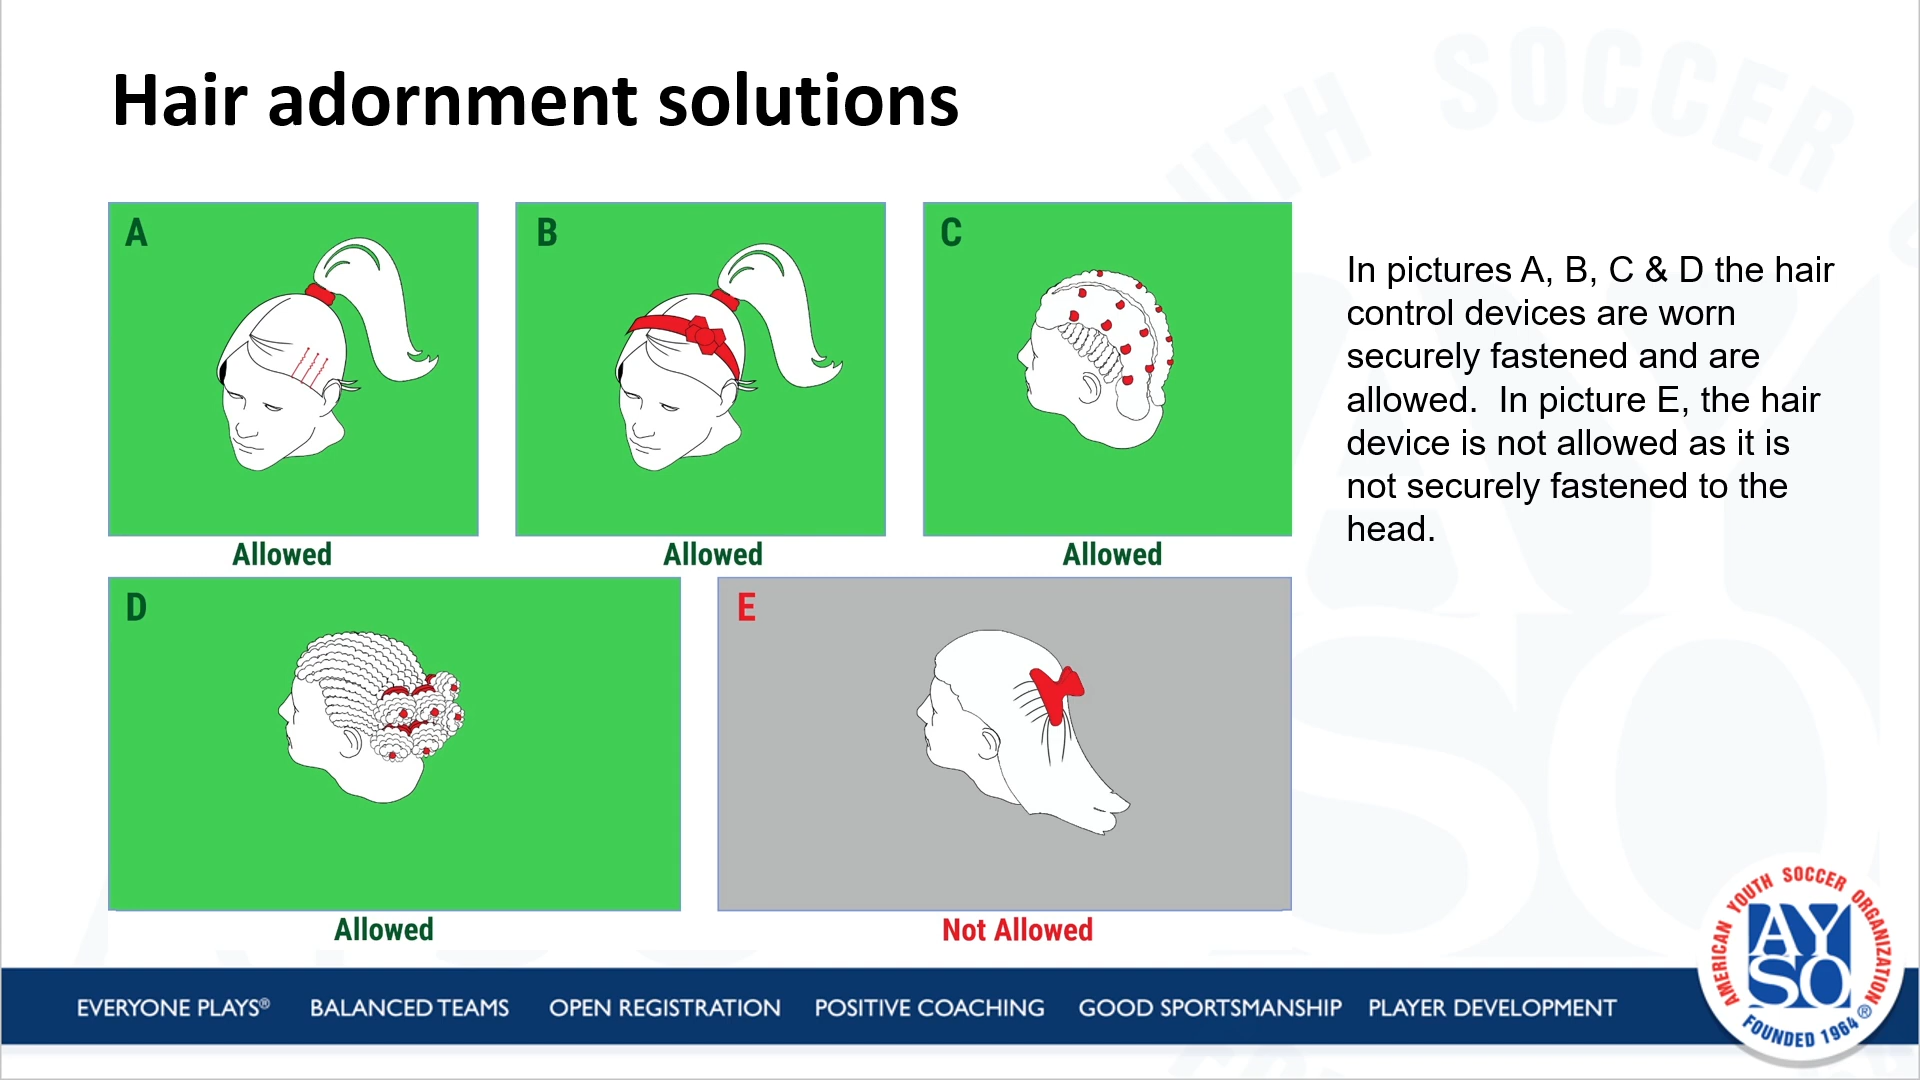 Hair adornment solutions
A
B
C
In pictures A, B, C & D the hair
control devices are worn
securely fastened and are
allowed.  In picture E, the hair
device is not allowed as it is
not securely fastened to the
head.
Allowed
Allowed
Allowed
D
E
Allowed
Not Allowed
EVERYONE PLAYS® BALANCED TEAMS OPEN REGISTRATION POSITIVE COACHING GOOD SPORTSMANSHIP PLAYER DEVELOPMENT
AMERICAN YOUTH SOCCER ORGANIZATION
AY
SO
®
FOUNDED 1964